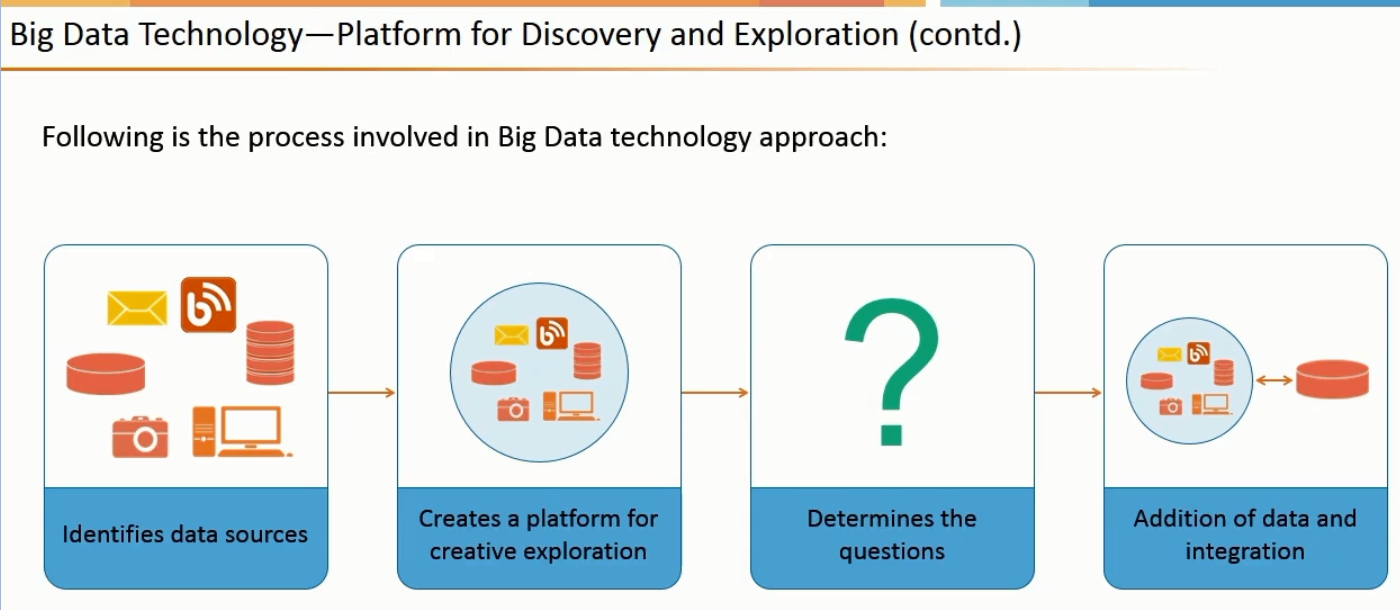 Big Data Technology—Platform for Discovery and Exploration (contd.)
Following is the process involved in Big Data technology approach:
Identifies data sources
Creates a platform for
creative exploration
Determines the
questions
Addition of data and
integration